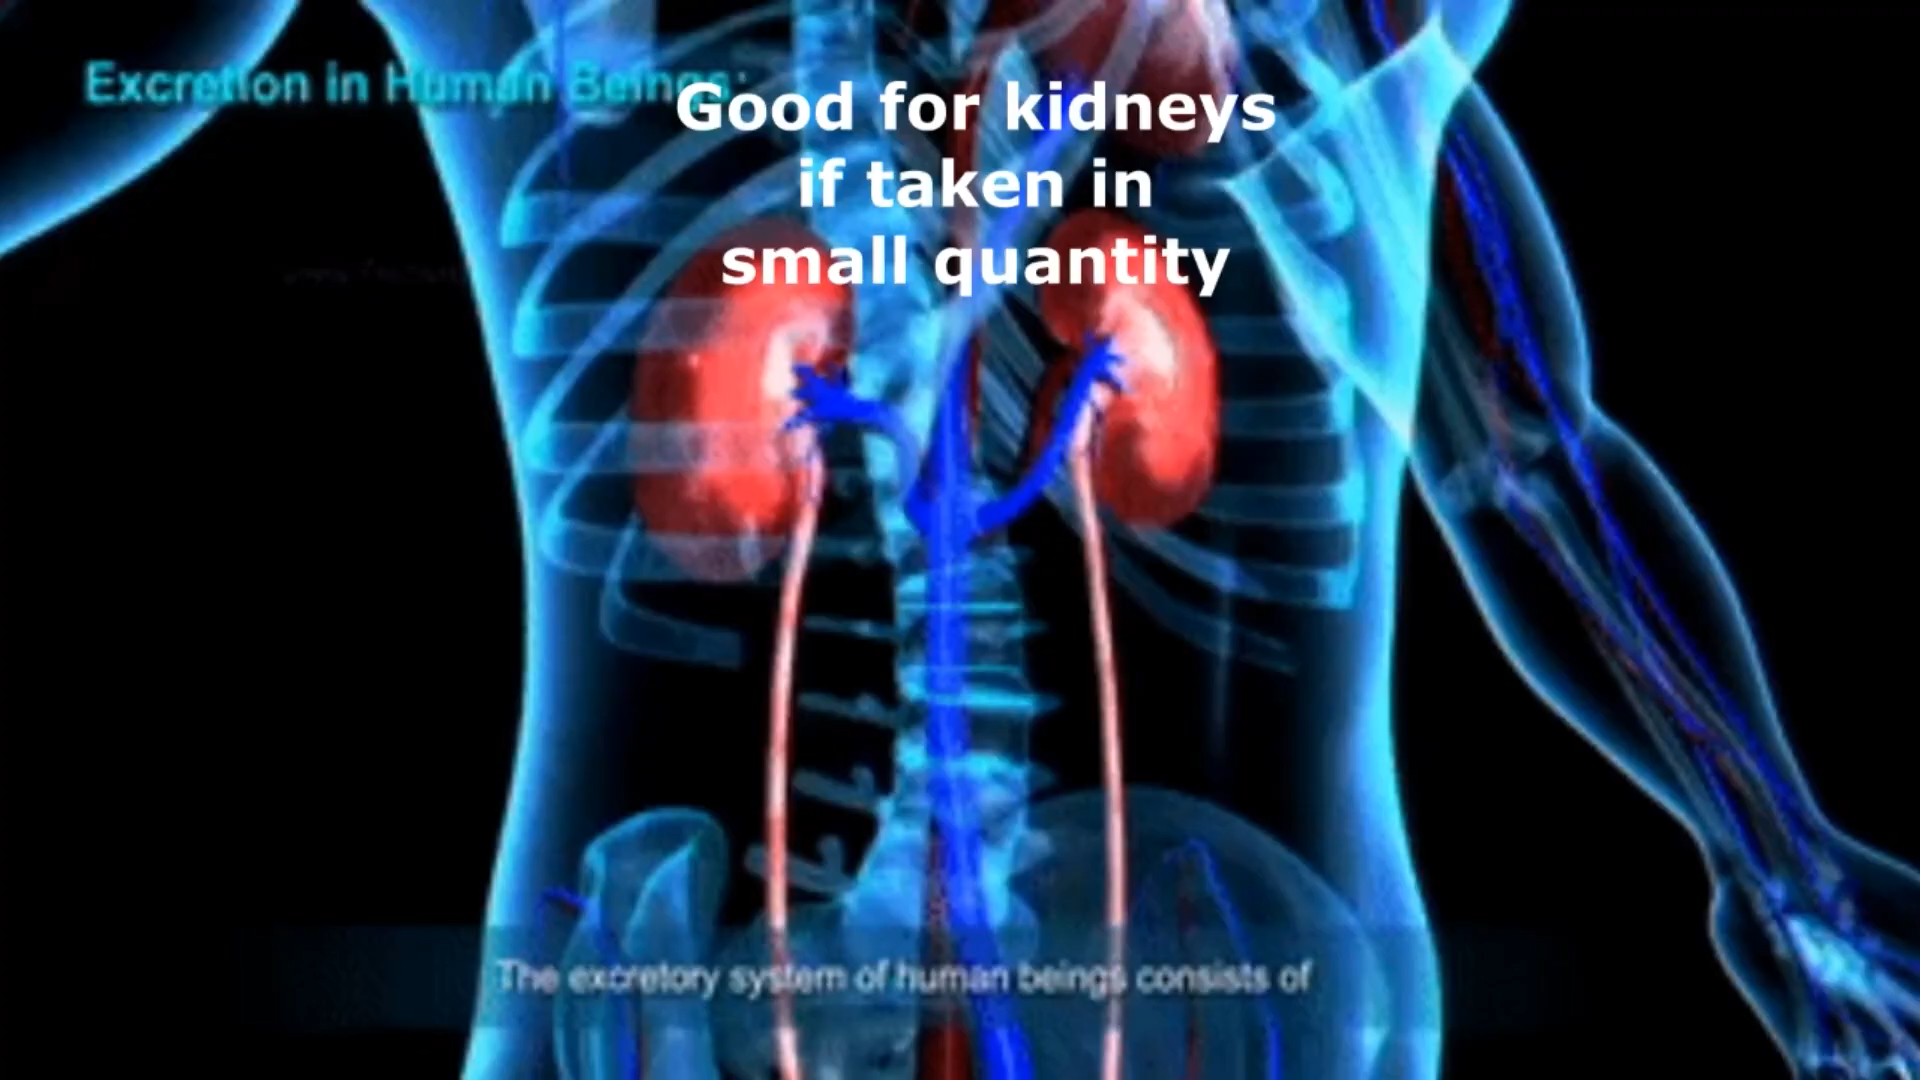 Excretion in Human Beings:
Good for kidneys
if taken in
small quantity
The excretory system of human beings consists of